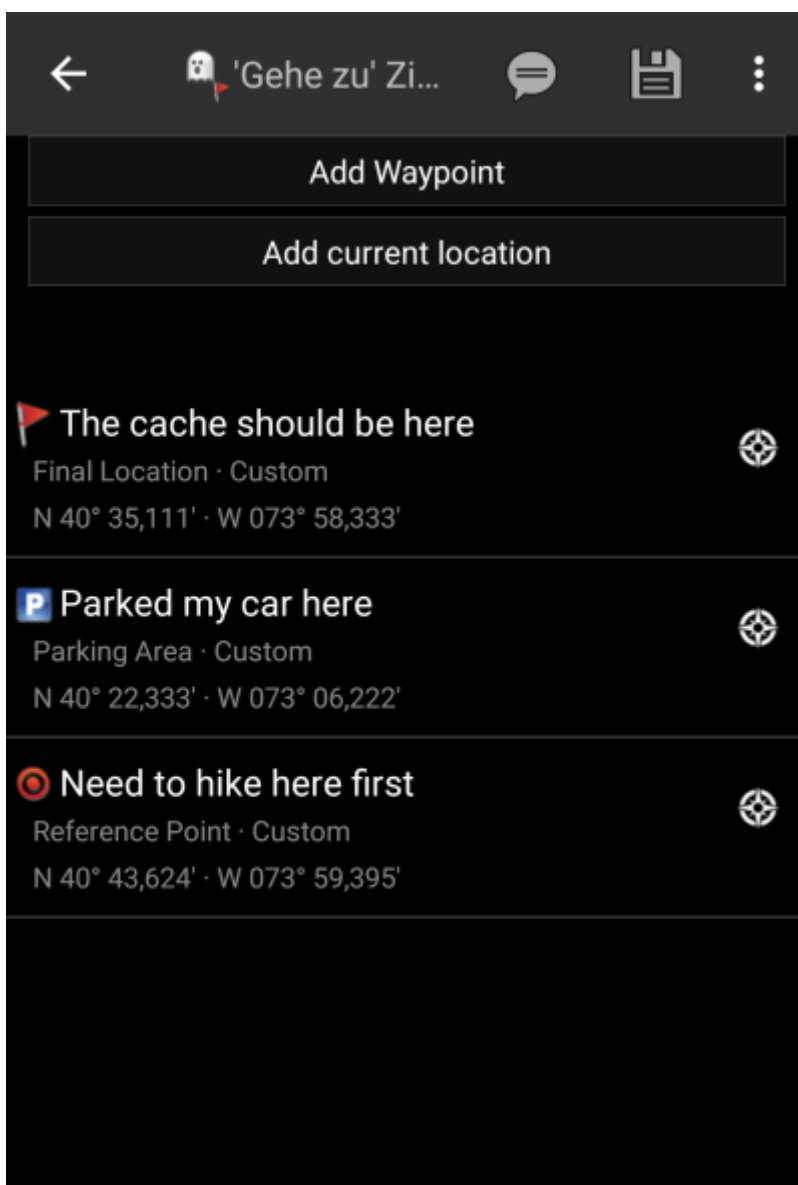 'Gehe zu' Zi...
Add Waypoint
Add current location
The cache should be here
Final Location · Custom
N 40° 35,111' · W 073° 58,333'
P Parked my car here
Parking Area · Custom
N 40° 22,333' · W 073° 06,222'
Need to hike here first
Reference Point · Custom
N 40° 43,624' · W 073° 59,395'